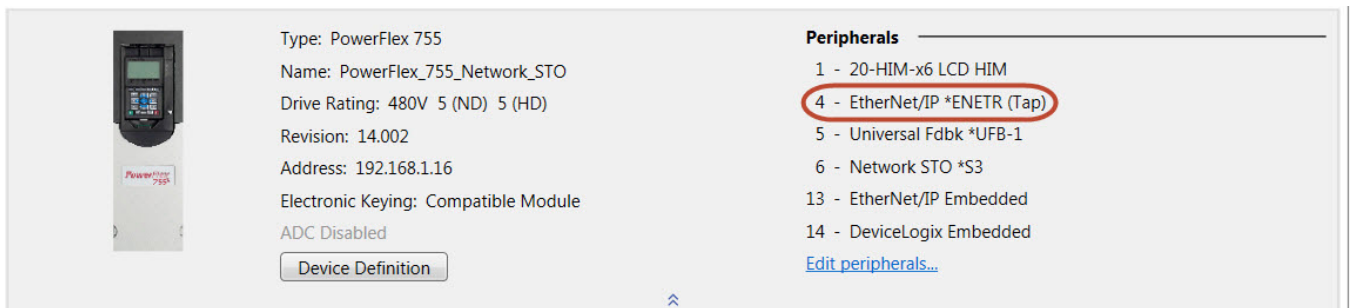 Type: PowerFlex 755
Name: PowerFlex_755_Network_STO
Drive Rating: 480V 5 (ND) 5 (HD)
Revision: 14.002
Address: 192.168.1.16
Electronic Keying: Compatible Module
ADC Disabled
Device Definition
Peripherals
1 - 20-HIM-x6 LCD HIM
4 - EtherNet/IP *ENETR (Tap)
5 - Universal Fdbk *UFB-1
6 - Network STO *S3
13 - EtherNet/IP Embedded
14 - DeviceLogix Embedded
Edit peripherals...
PowerFlex
755